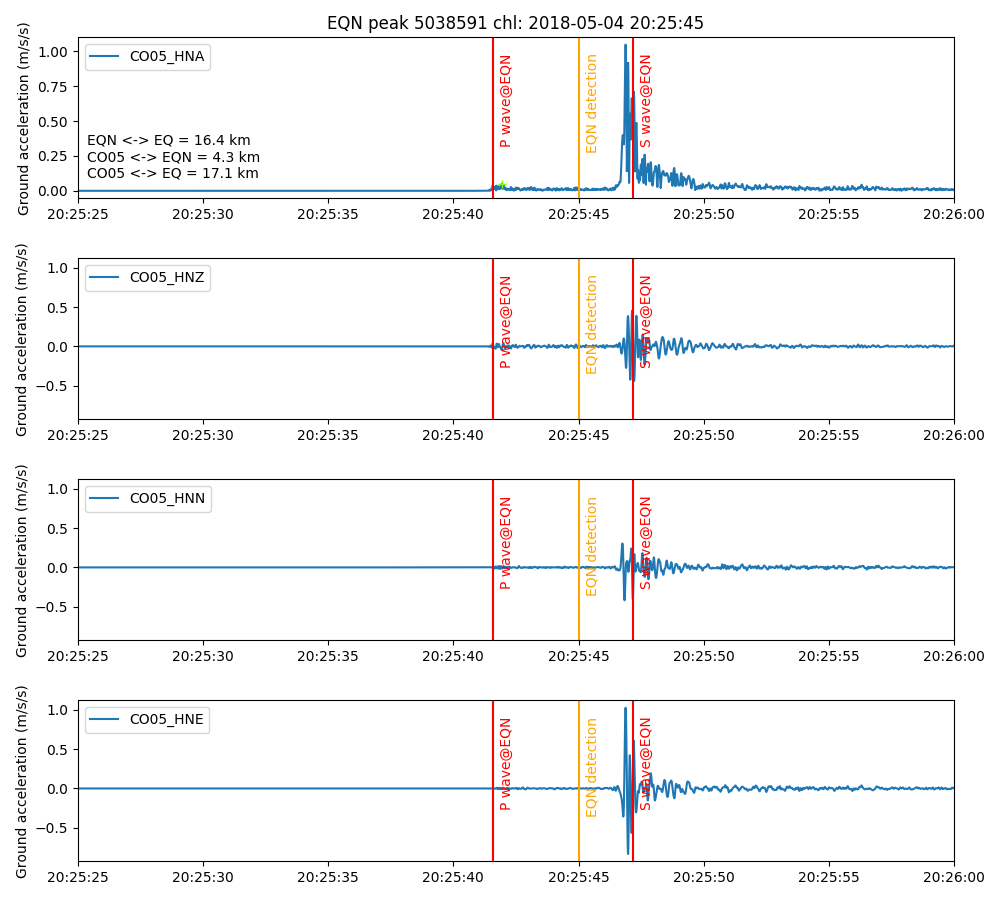 EQN peak 5038591 chl: 2018-05-04 20:25:45
Ground acceleration (m/s/s)
1.00
0.75
0.50
0.25
0.00
CO05_HNA
EQN <-> EQ = 16.4 km
CO05 <-> EQN = 4.3 km
CO05 <-> EQ = 17.1 km
P wave@EQN
EQN detection
S wave@EQN
20:25:25 20:25:30 20:25:35 20:25:40 20:25:45 20:25:50 20:25:55 20:26:00
Ground acceleration (m/s/s)
1.0
0.5
0.0
−0.5
CO05_HNZ
P wave@EQN
EQN detection
S wave@EQN
20:25:25 20:25:30 20:25:35 20:25:40 20:25:45 20:25:50 20:25:55 20:26:00
Ground acceleration (m/s/s)
1.0
0.5
0.0
−0.5
CO05_HNN
P wave@EQN
EQN detection
S wave@EQN
20:25:25 20:25:30 20:25:35 20:25:40 20:25:45 20:25:50 20:25:55 20:26:00
Ground acceleration (m/s/s)
1.0
0.5
0.0
−0.5
CO05_HNE
P wave@EQN
EQN detection
S wave@EQN
20:25:25 20:25:30 20:25:35 20:25:40 20:25:45 20:25:50 20:25:55 20:26:00